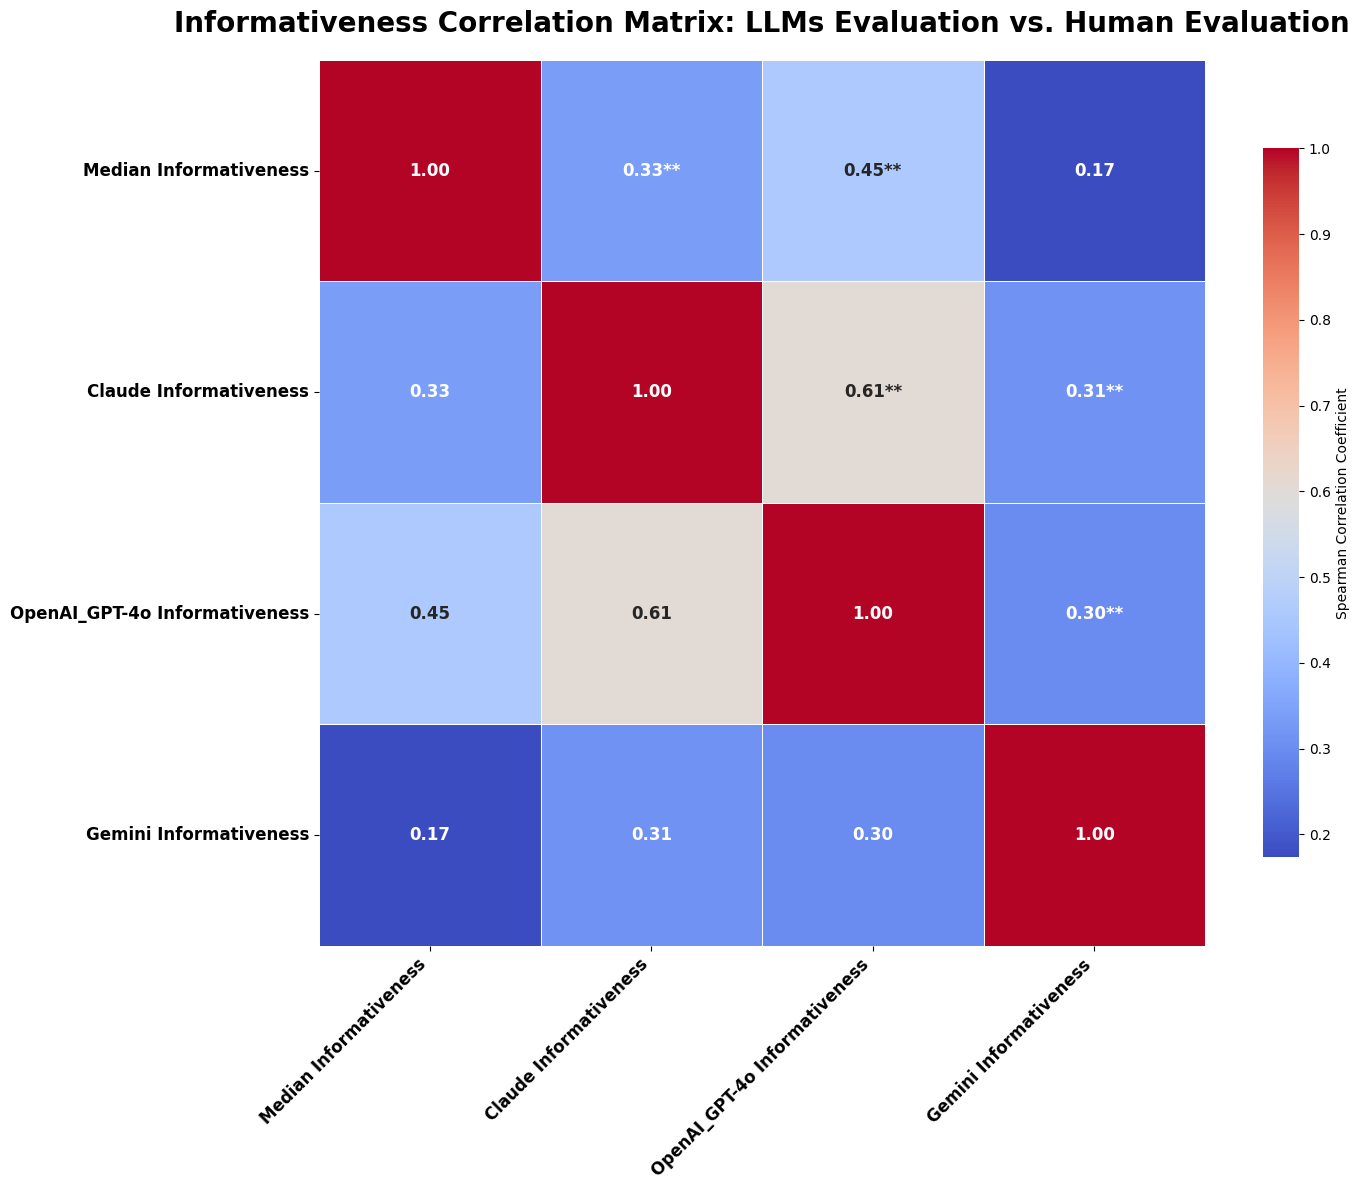 Informativeness Correlation Matrix: LLMs Evaluation vs. Human Evaluation
Median Informativeness
1.00
0.33**
0.45**
0.17
Claude Informativeness
0.33
1.00
0.61**
0.31**
OpenAI_GPT-4o Informativeness
0.45
0.61
1.00
0.30**
Gemini Informativeness
0.17
0.31
0.30
1.00
Median Informativeness
Claude Informativeness
OpenAI_GPT-4o Informativeness
Gemini Informativeness
1.0
0.9
0.8
0.7
0.6
0.5
0.4
0.3
0.2
Spearman Correlation Coefficient